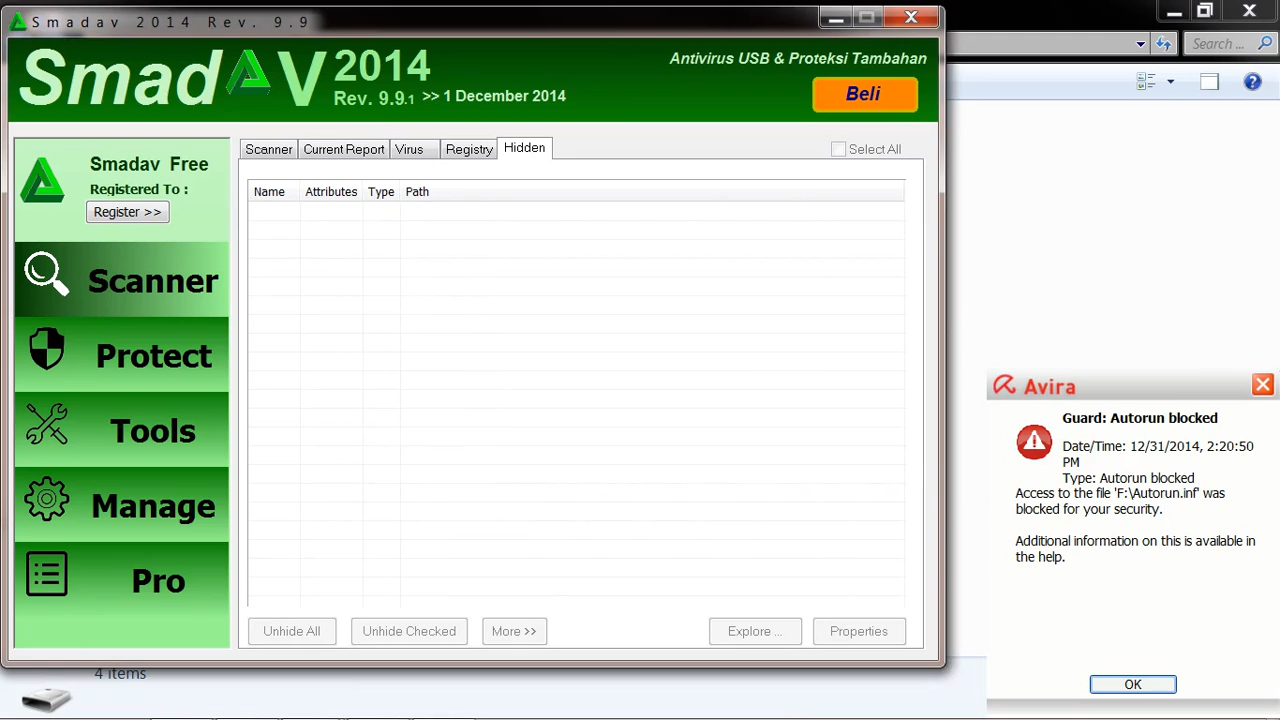 Smadav 2014 Rev. 9.9
SmadAV 2014
Rev. 9.9.1 >> 1 December 2014
Antivirus USB & Proteksi Tambahan
Beli
Search ...
Smadav Free
Registered To :
Register >>
Scanner
Protect
Tools
Manage
Pro
Scanner Current Report Virus Registry Hidden
Select All
Name Attributes Type Path
Unhide All Unhide Checked More >> Explore ... Properties
4 items
Avira
Guard: Autorun blocked
Date/Time: 12/31/2014, 2:20:50
PM
Type: Autorun blocked
Access to the file 'F:\Autorun.inf' was
blocked for your security.
Additional information on this is available in
the help.
OK